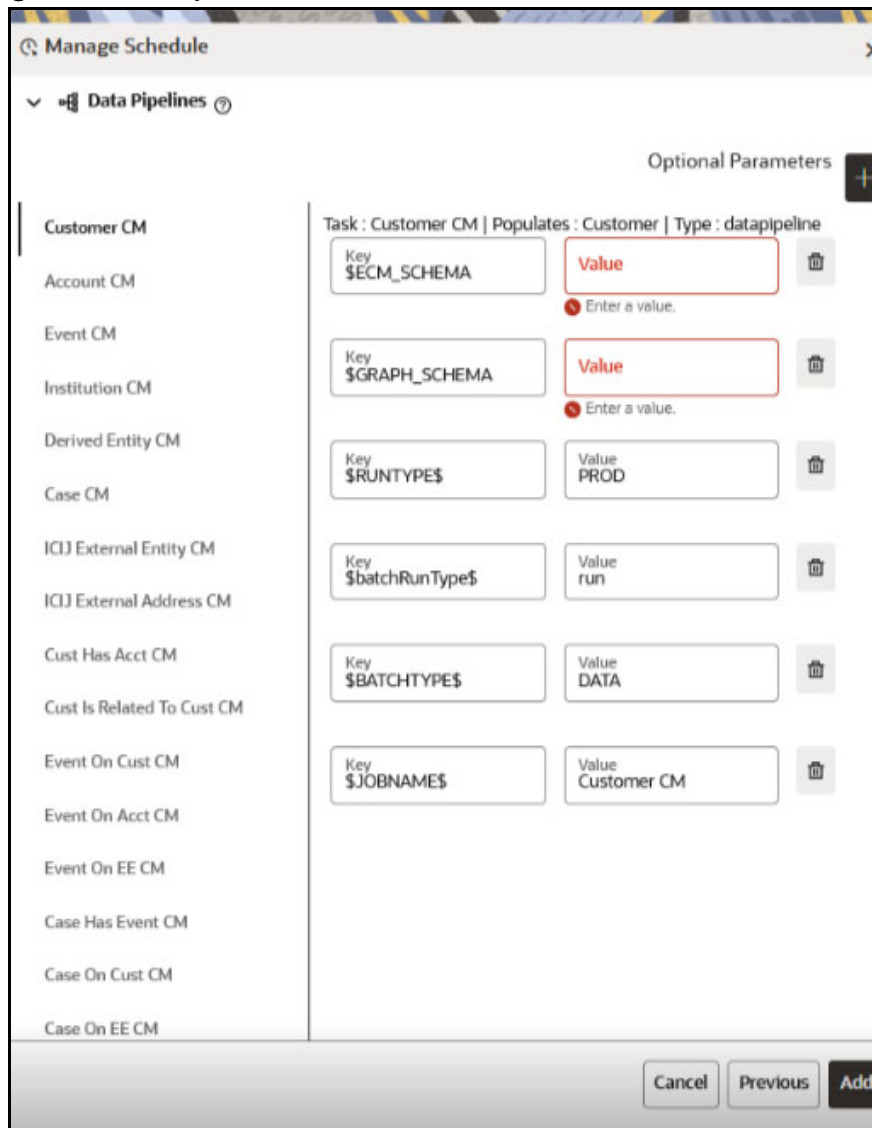 Manage Schedule
Data Pipelines
Optional Parameters
Customer CM
Account CM
Event CM
Institution CM
Derived Entity CM
Case CM
ICIJ External Entity CM
ICIJ External Address CM
Cust Has Acct CM
Cust Is Related To Cust CM
Event On Cust CM
Event On Acct CM
Event On EE CM
Case Has Event CM
Case On Cust CM
Case On EE CM
Task : Customer CM | Populates : Customer | Type : datapipeline
Key
$ECM_SCHEMA
Value
Enter a value.
Key
$GRAPH_SCHEMA
Value
Enter a value.
Key
$RUNTYPE$
Value
PROD
Key
$batchRunType$
Value
run
Key
$BATCHTYPE$
Value
DATA
Key
$JOBNAME$
Value
Customer CM
Cancel
Previous
Add